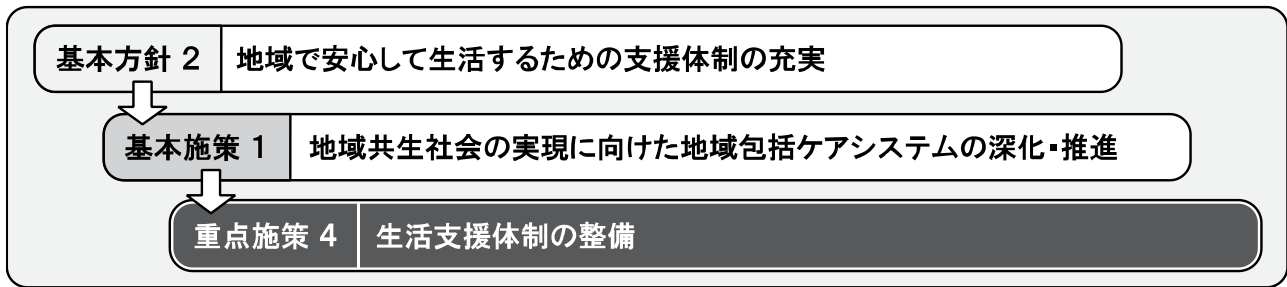 基本方針 2 地域で安心して生活するための支援体制の充実
基本施策 1 地域共生社会の実現に向けた地域包括ケアシステムの深化・推進
重点施策 4 生活支援体制の整備